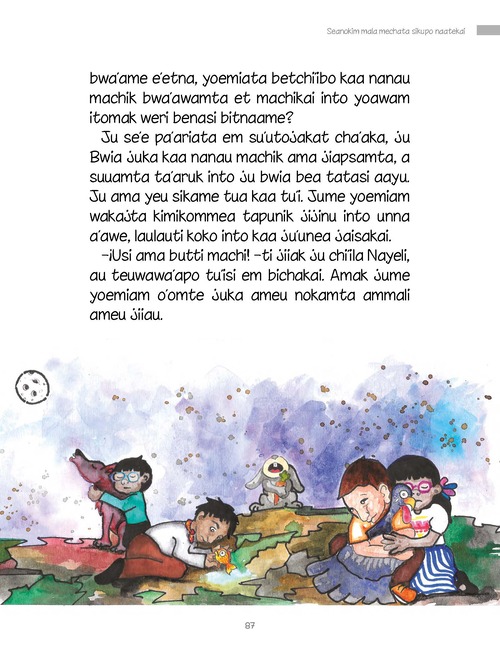 Seanokim mala mechata sikupo naatekai
bwa'ame e'etna, yoemiata betchi'ibo kaa nanau
machik bwa'awamta et machikai into yoawam
itomak weri benasi bitnaame?
Ju se'e pa'ariata em su'utojakat cha'aka, ju
Bwia juka kaa nanau machik ama jiapsamta, a
suuamta ta'aruk into ju bwia bea tatasi aayu.
Ju ama yeu sikame tua kaa tu'i. Jume yoemiam
wakajta kimikommea tapunik jijinu into unna
a'awe, laulauti koko into kaa ju'unea jaisakai.
–¡Usi ama butti machi! –ti jiiak ju chi'ila Nayeli,
au teuwawa'apo tu'isi em bichakai. Amak jume
yoemiam o'omte juka ameu nokamta ammali
ameu jiiau.
87